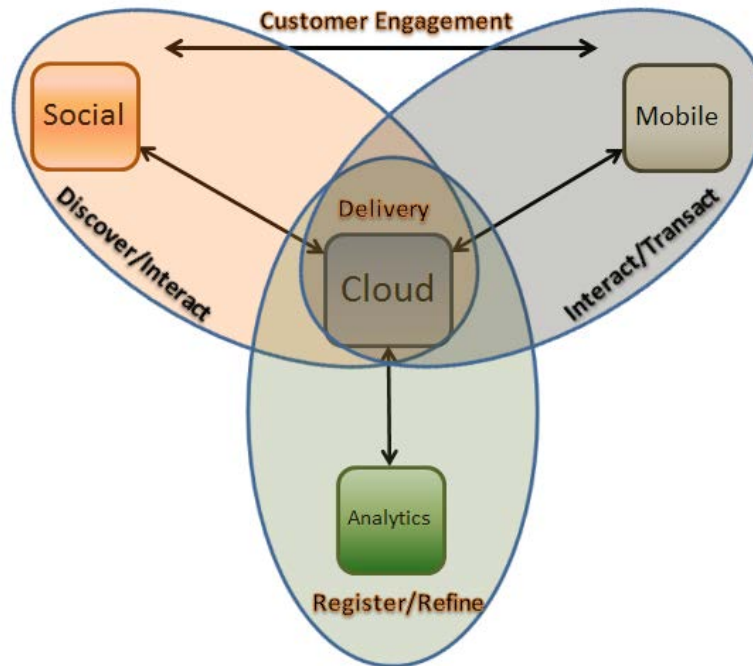 Customer Engagement
Social
Mobile
Delivery
Discover/Interact
Interact/Transact
Cloud
Analytics
Register/Refine